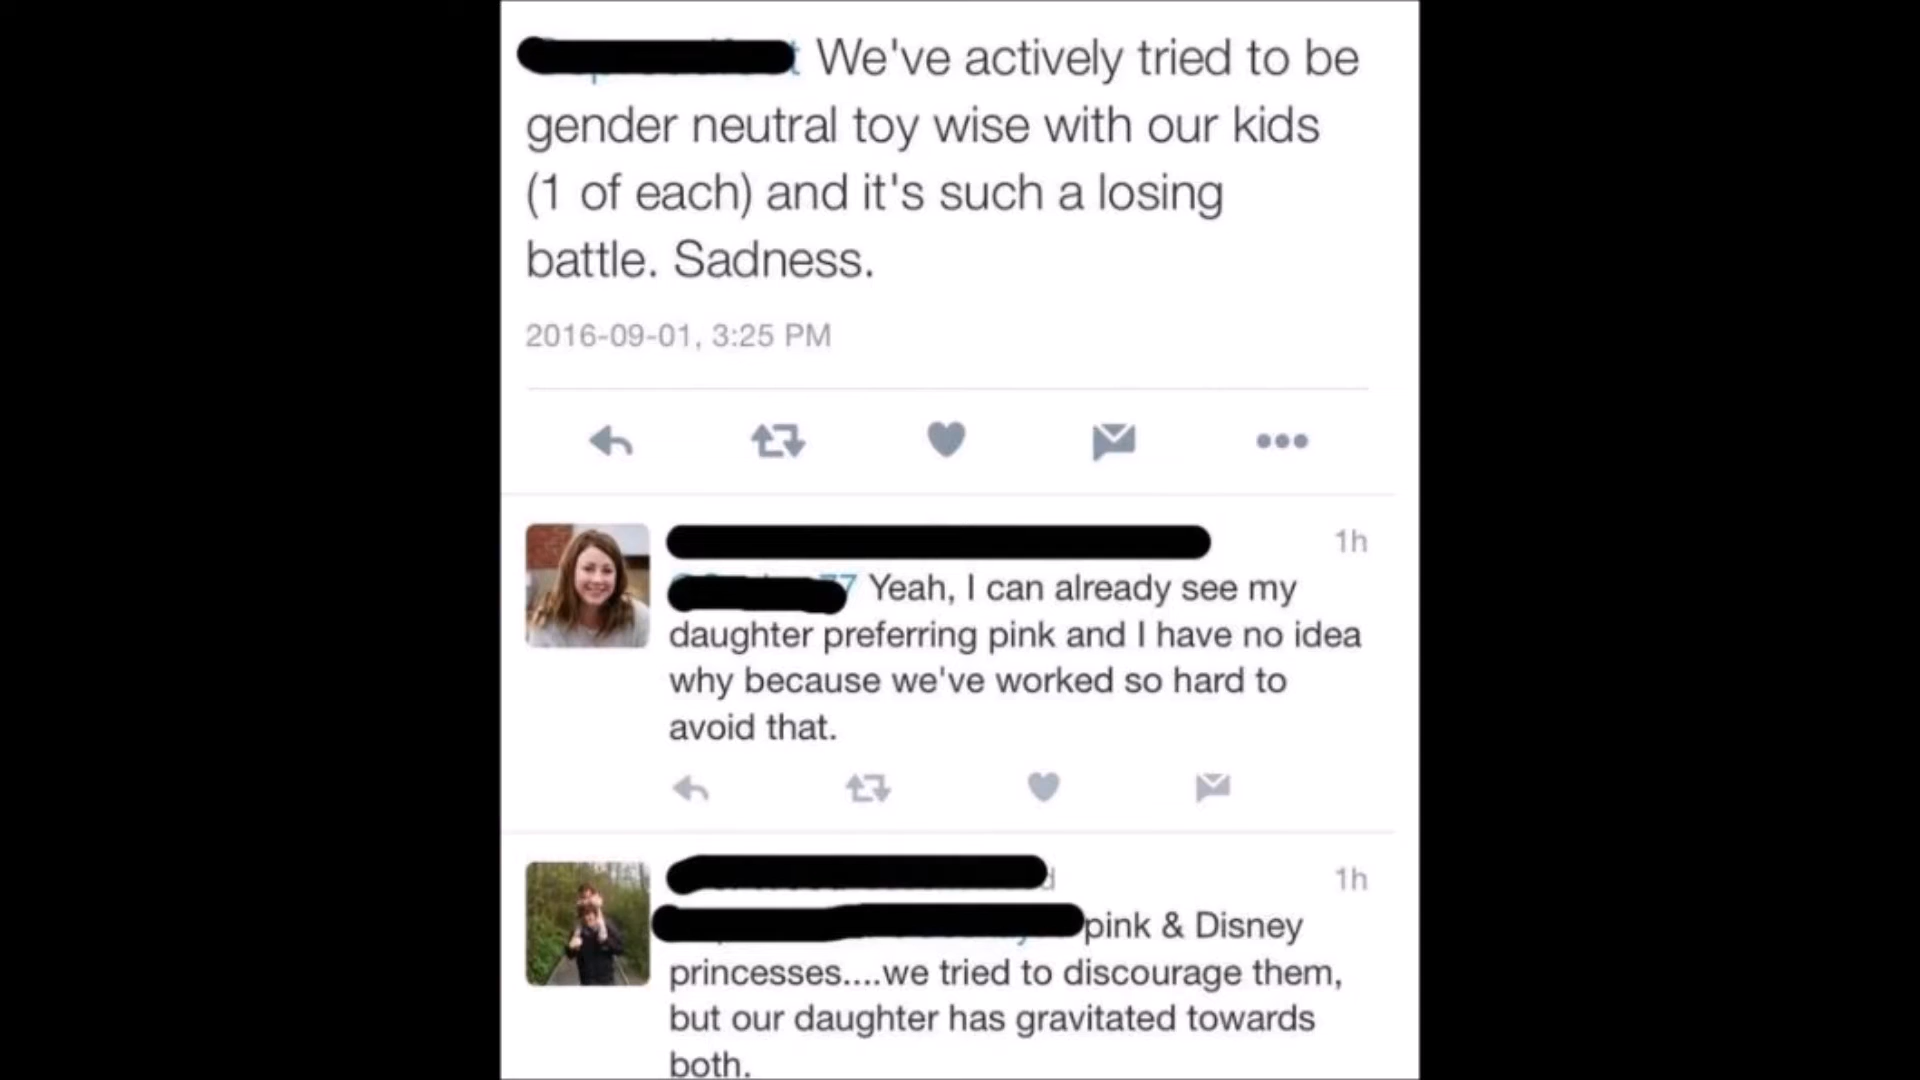 We've actively tried to be
gender neutral toy wise with our kids
(1 of each) and it's such a losing
battle. Sadness.
2016-09-01, 3:25 PM
1h
Yeah, I can already see my
daughter preferring pink and I have no idea
why because we've worked so hard to
avoid that.
1h
pink & Disney
princesses....we tried to discourage them,
but our daughter has gravitated towards
both.